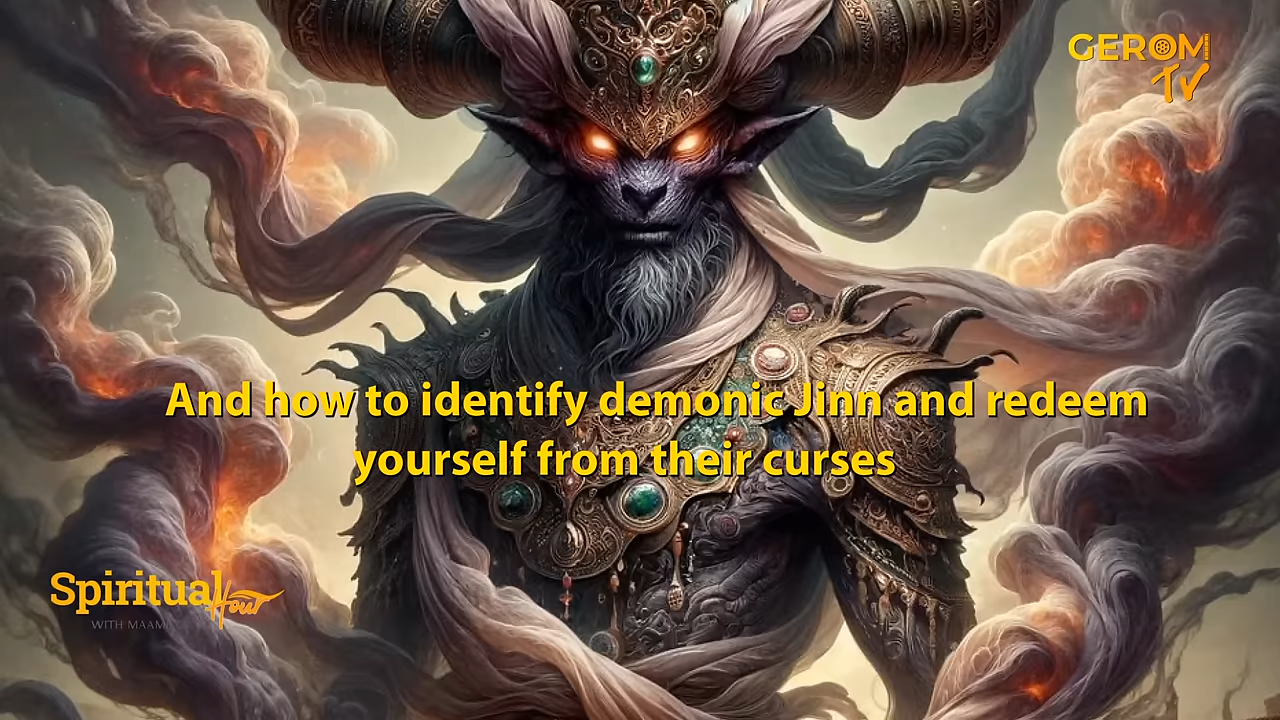 GEROM
TV
And how to identify demonic Jinn and redeem
yourself from their curses
Spiritual
Hour
WITH